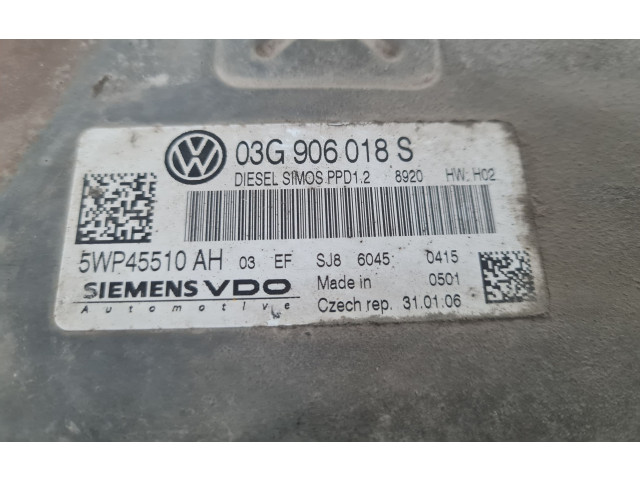 03G 906 018 S
DIESEL SIMOS PPD1.2 8920 HW: H02
5WP45510 AH 03 EF SJ8 6045 0415
SIEMENS VDO Made in 0501
Automotive Czech rep. 31.01.06